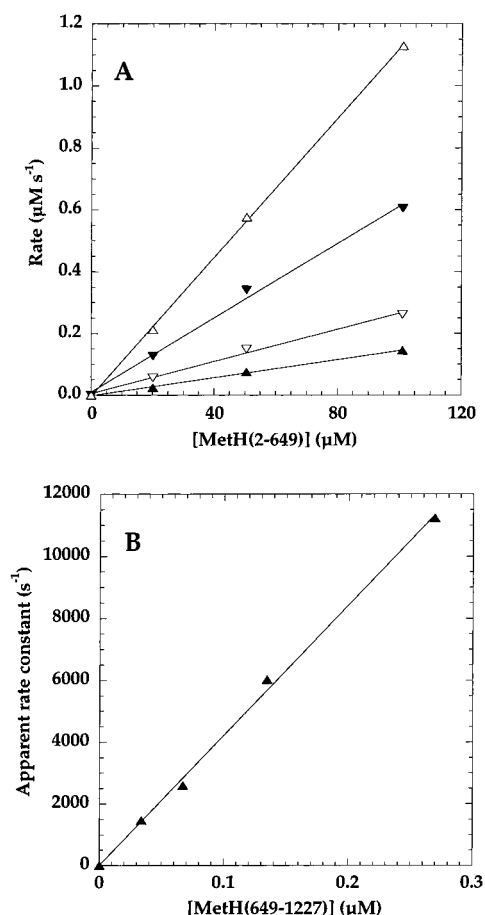 1.2
A
1.0
0.8
Rate (µM s-1)
0.6
0.4
0.2
0.0
0 40 80 120
[MetH(2-649)] (µM)
12000
B
10000
Apparent rate constant (s-1)
8000
6000
4000
2000
0
0 0.1 0.2 0.3
[MetH(649-1227)] (µM)